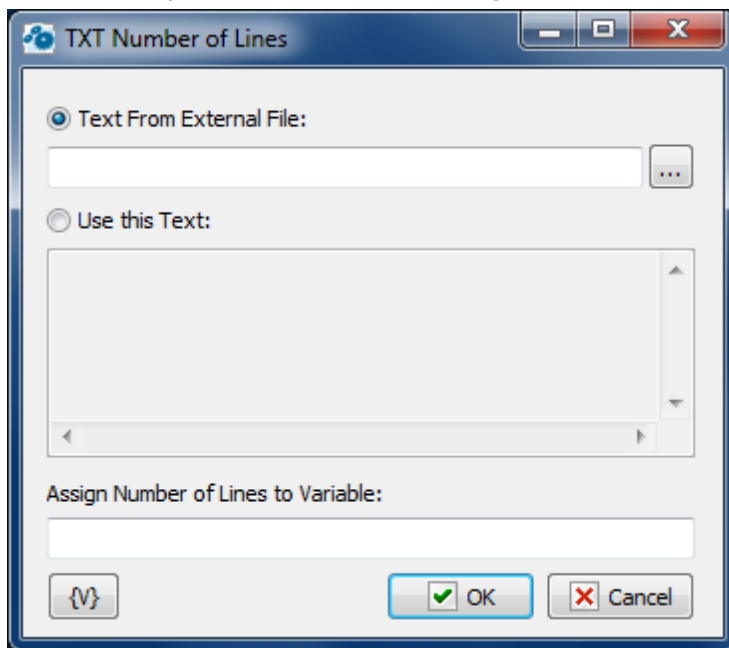 TXT Number of Lines
Text From External File:
...
Use this Text:
Assign Number of Lines to Variable:
{V}
OK
Cancel